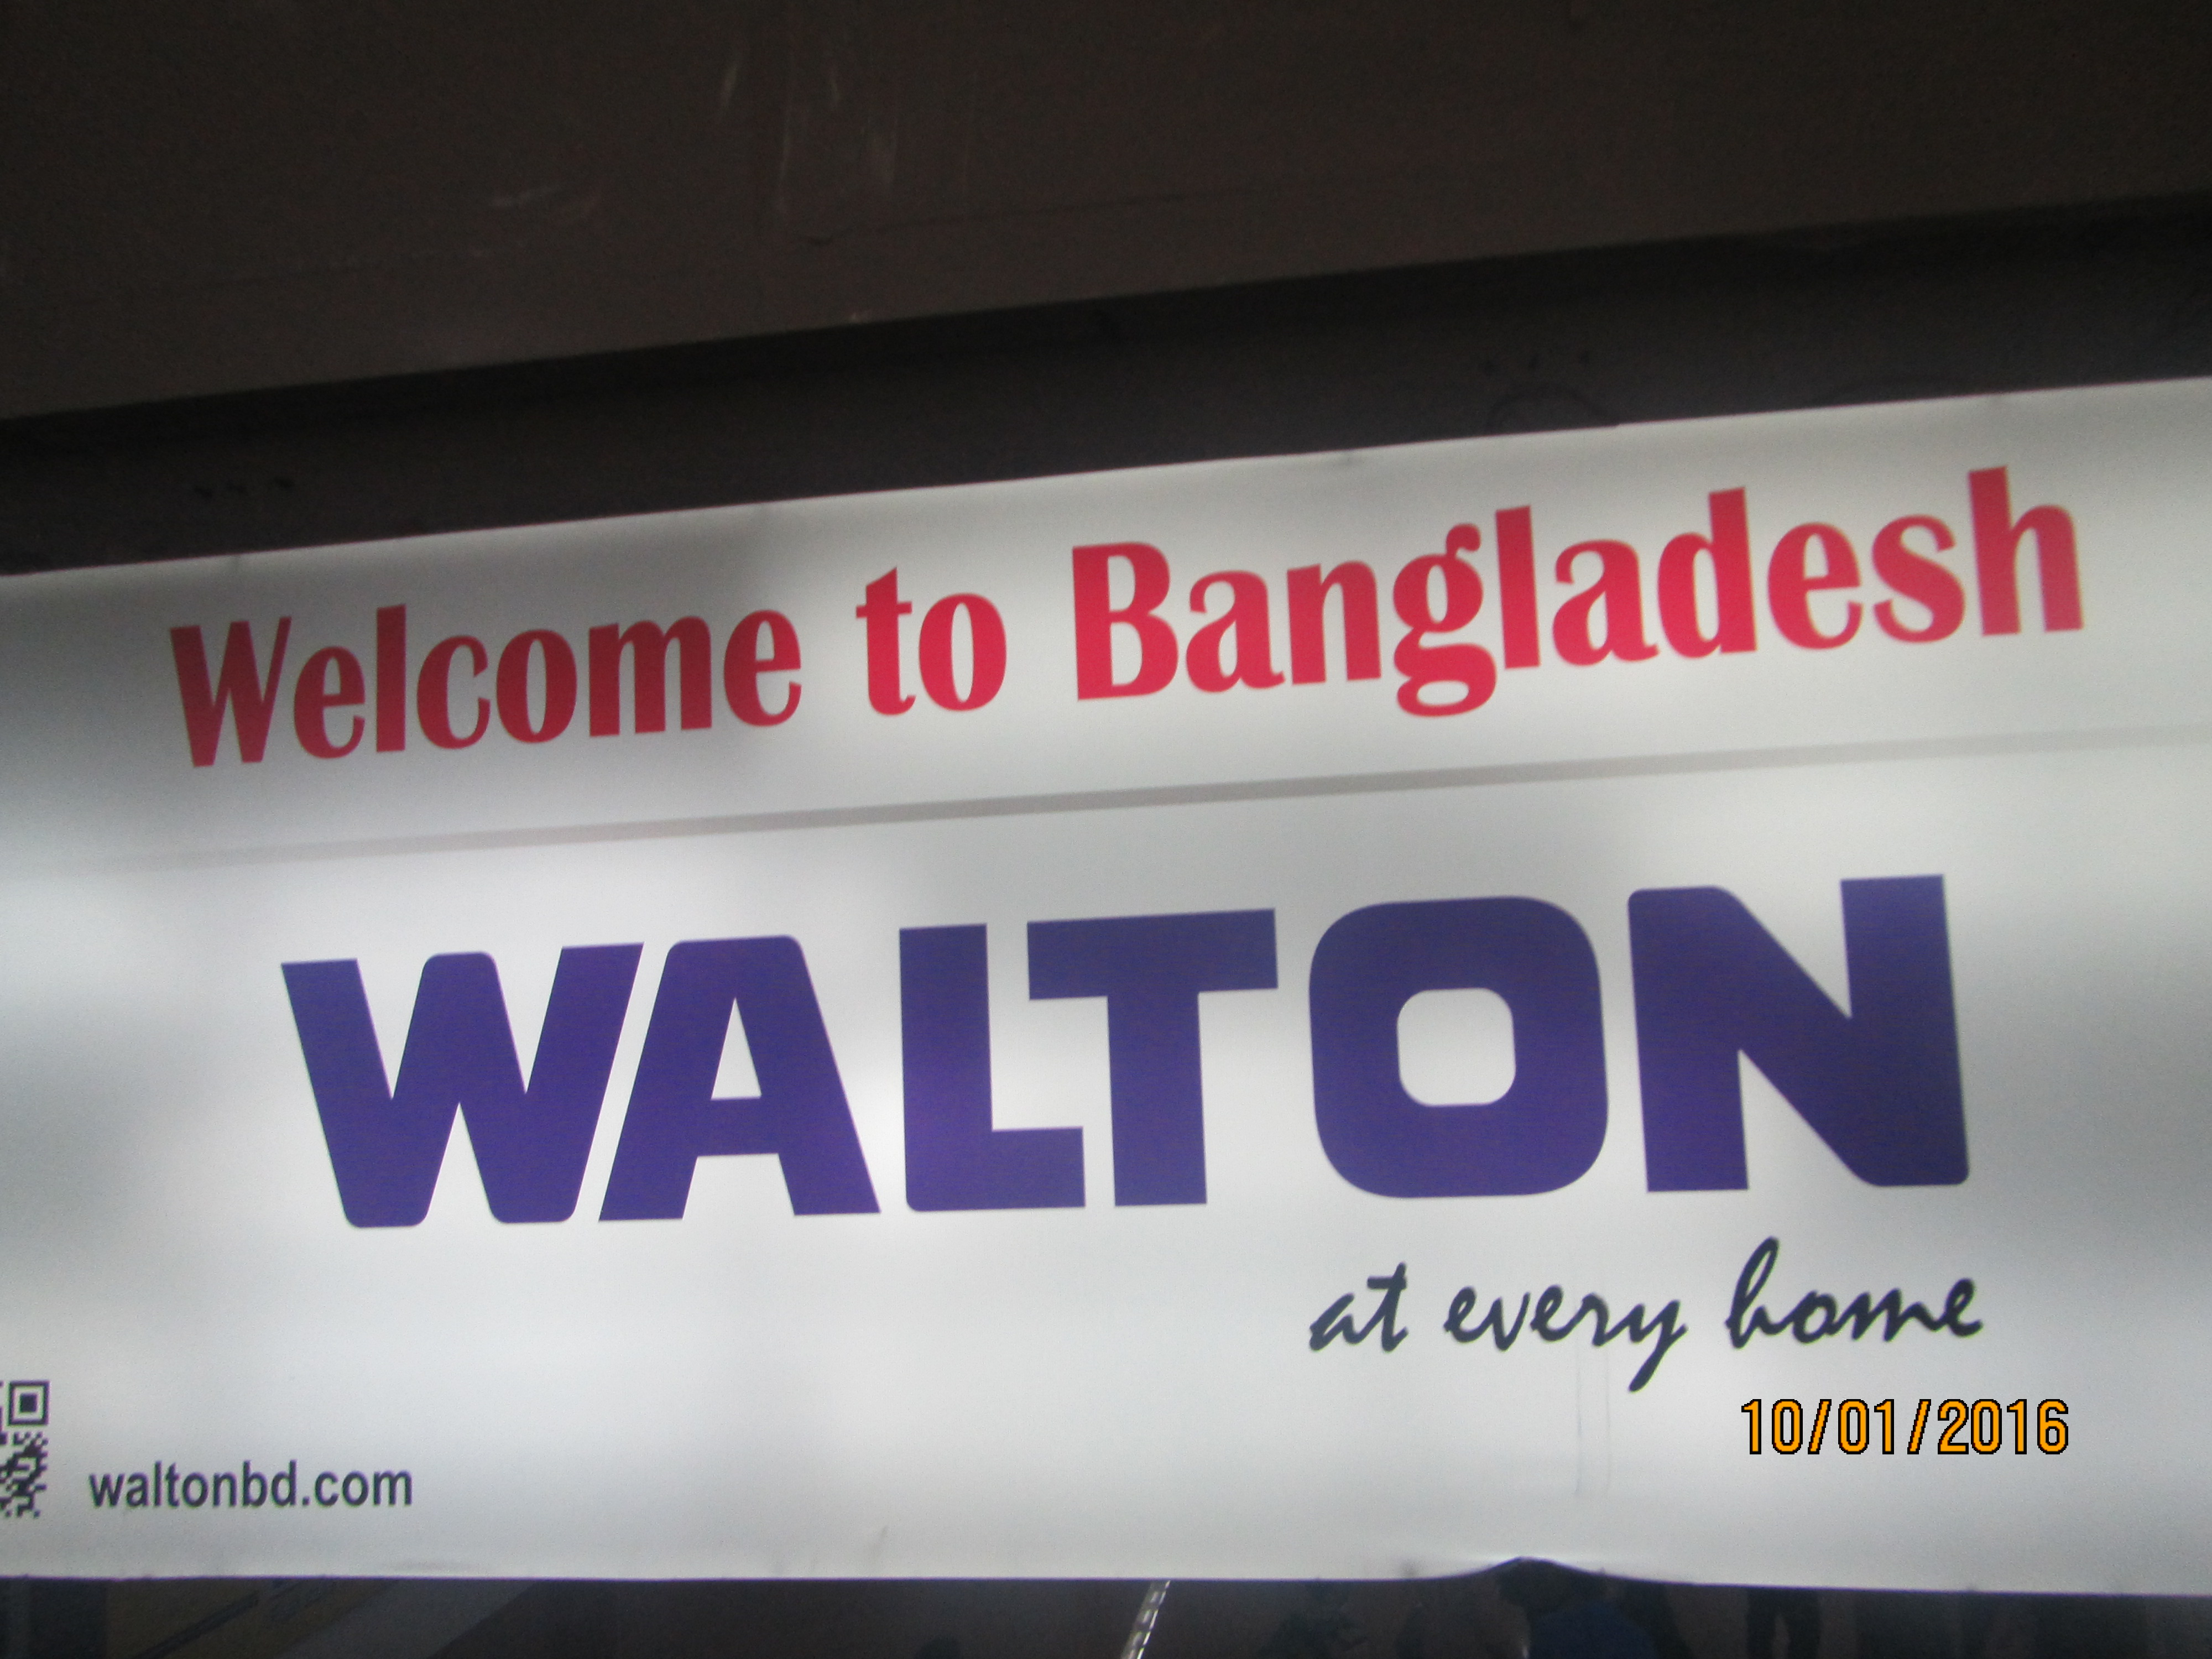 Welcome to Bangladesh
WALTON
at every home
10/01/2016
waltonbd.com